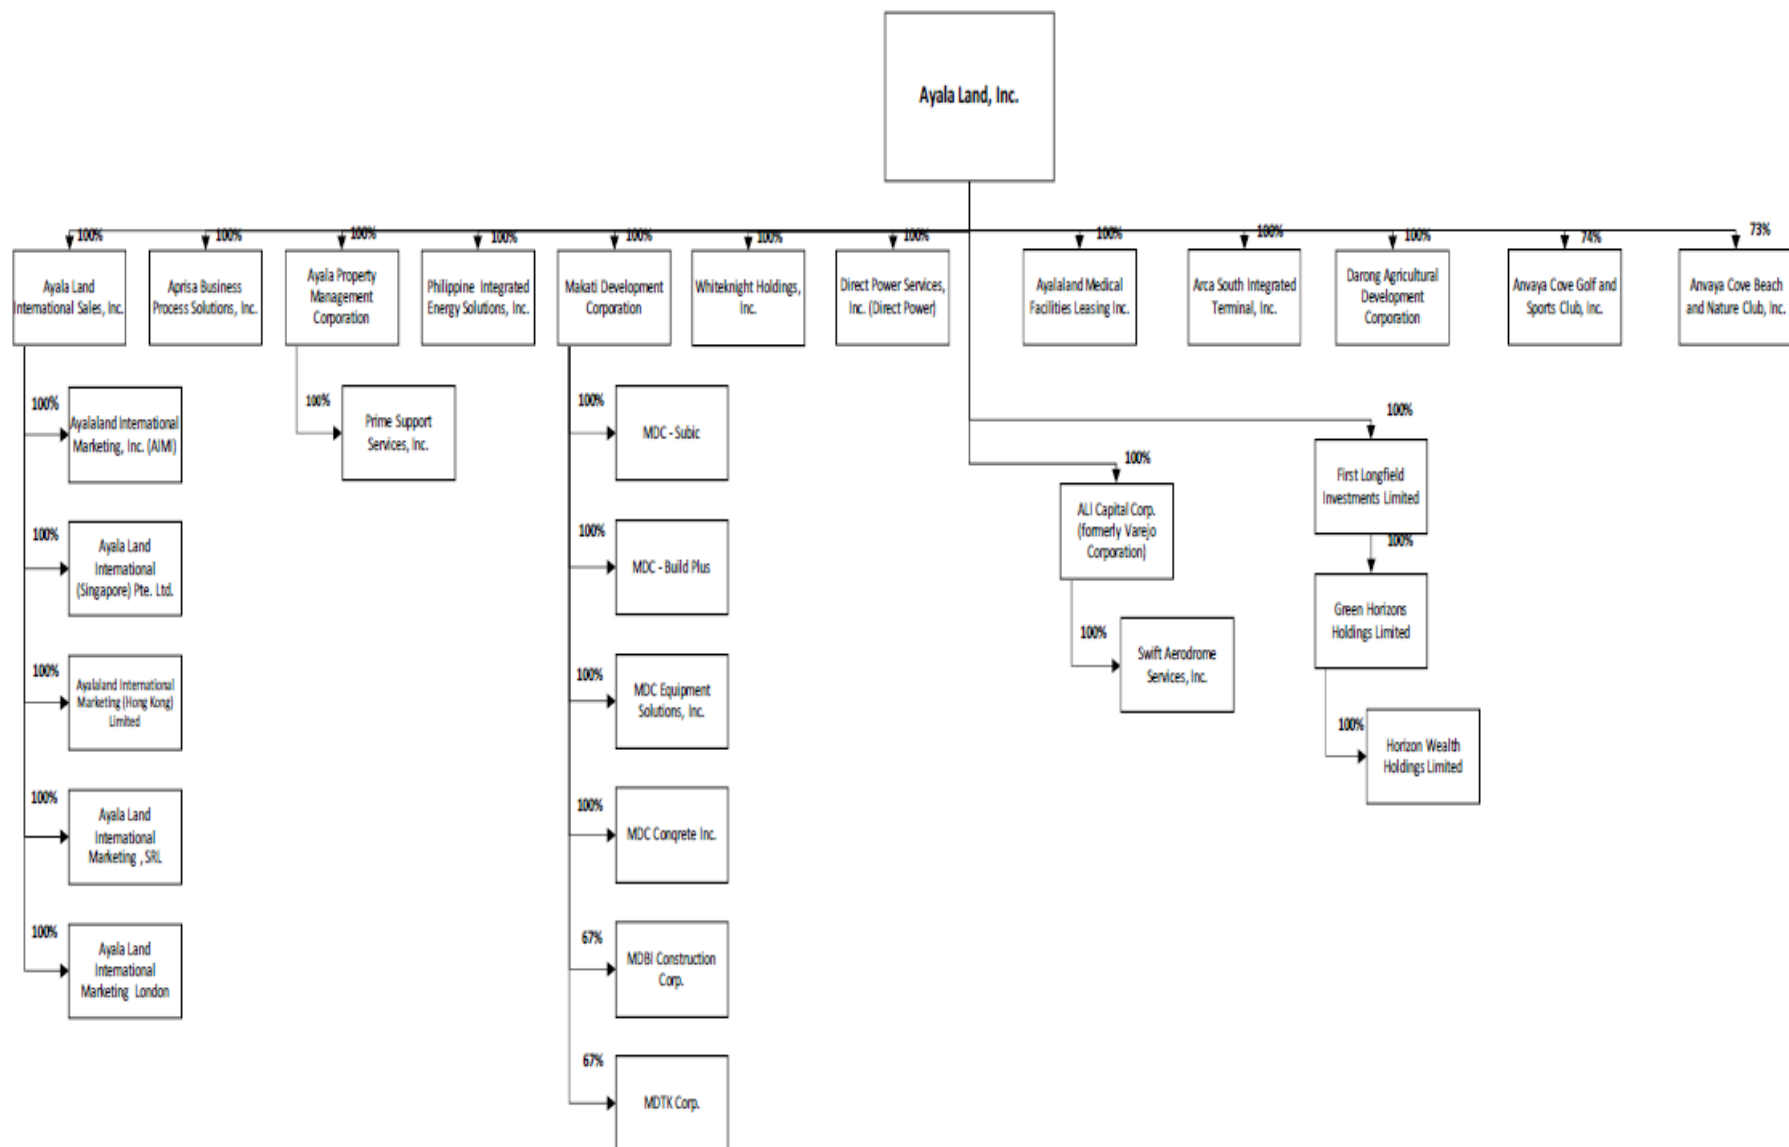 Ayala Land, Inc.
100%
100%
100%
100%
100%
100%
100%
100%
100%
100%
74%
73%
Ayala Land
International Sales, Inc.
Aprisa Business
Process Solutions, Inc.
Ayala Property
Management
Corporation
Philippine Integrated
Energy Solutions, Inc.
Makati Development
Corporation
Whiteknight Holdings,
Inc.
Direct Power Services,
Inc. (Direct Power)
Ayalaland Medical
Facilities Leasing Inc.
Arca South Integrated
Terminal, Inc.
Darong Agricultural
Development
Corporation
Anvaya Cove Golf and
Sports Club, Inc.
Anvaya Cove Beach
and Nature Club, Inc.
100%
Ayalaland International
Marketing, Inc. (AIMI)
100%
Ayala Land
International
(Singapore) Pte. Ltd.
100%
Ayalaland International
Marketing (Hong Kong)
Limited
100%
Ayala Land
International
Marketing , SRL
100%
Ayala Land
International
Marketing London
100%
Prime Support
Services, Inc.
100%
MDC - Subic
100%
MDC - Build Plus
100%
MDC Equipment
Solutions, Inc.
100%
MDC Conqrete Inc.
67%
MDBI Construction
Corp.
67%
MDTK Corp.
100%
ALI Capital Corp.
(formerly Varejo
Corporation)
100%
Swift Aerodrome
Services, Inc.
100%
First Longfield
Investments Limited
100%
Green Horizons
Holdings Limited
100%
Horizon Wealth
Holdings Limited